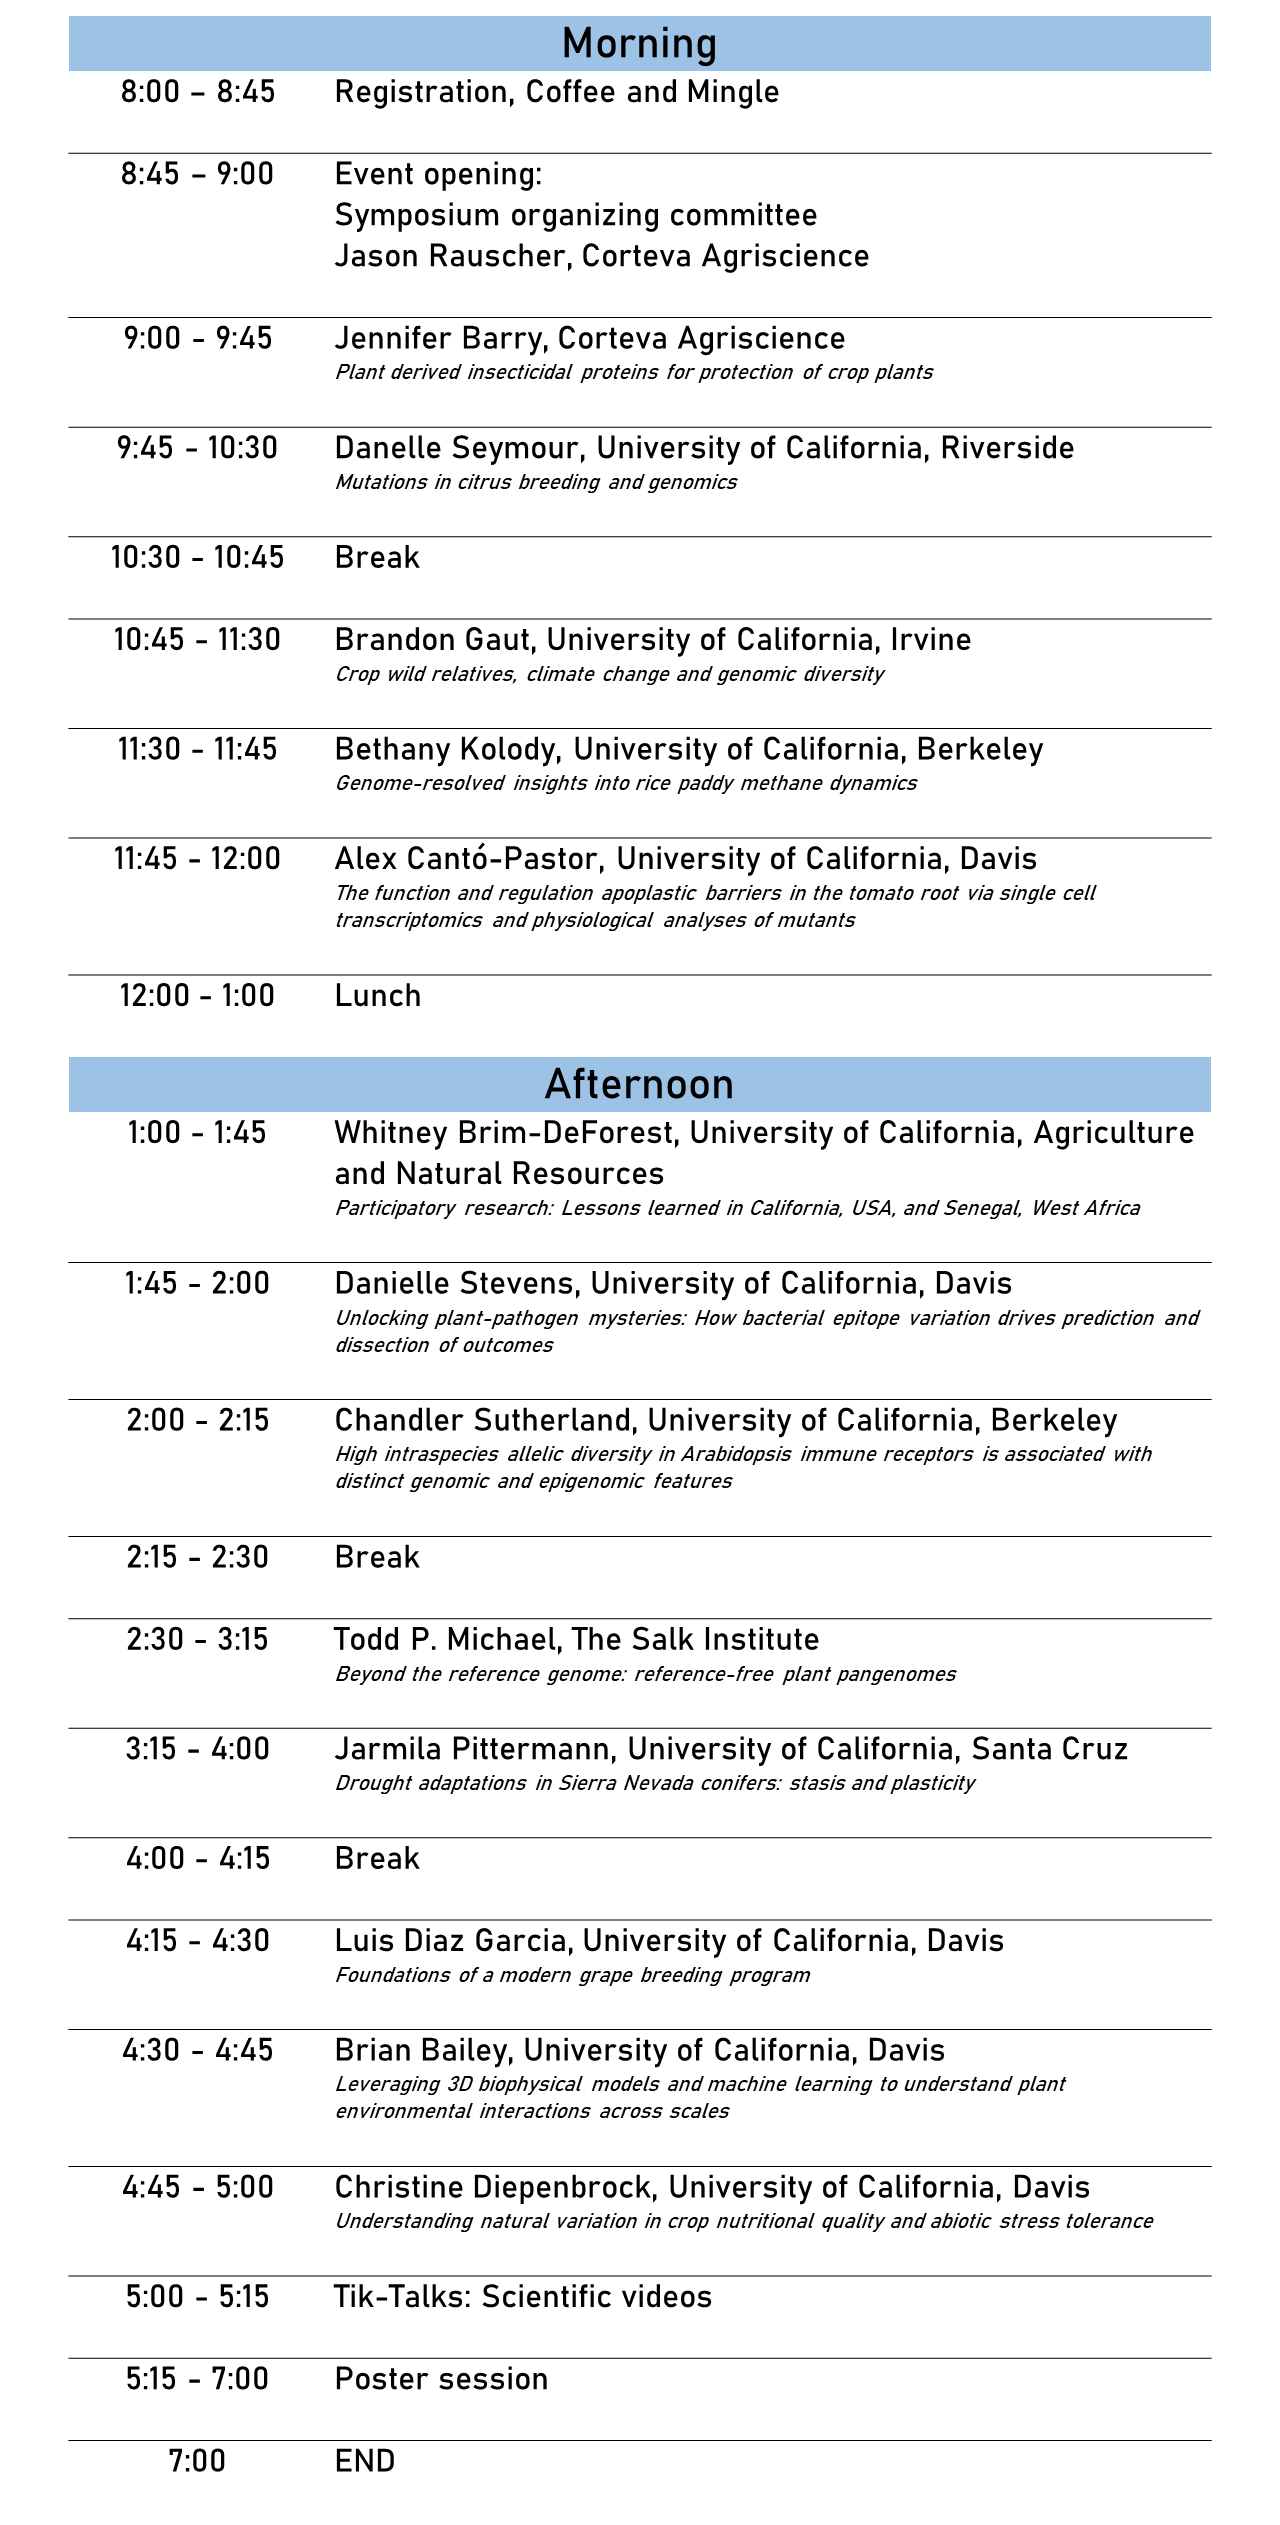 Morning
8:00 – 8:45 Registration, Coffee and Mingle
8:45 – 9:00 Event opening:
Symposium organizing committee
Jason Rauscher, Corteva Agriscience
9:00 - 9:45 Jennifer Barry, Corteva Agriscience
Plant derived insecticidal proteins for protection of crop plants
9:45 - 10:30 Danelle Seymour, University of California, Riverside
Mutations in citrus breeding and genomics
10:30 - 10:45 Break
10:45 - 11:30 Brandon Gaut, University of California, Irvine
Crop wild relatives, climate change and genomic diversity
11:30 - 11:45 Bethany Kolody, University of California, Berkeley
Genome-resolved insights into rice paddy methane dynamics
11:45 - 12:00 Alex Cantó-Pastor, University of California, Davis
The function and regulation apoplastic barriers in the tomato root via single cell
transcriptomics and physiological analyses of mutants
12:00 - 1:00 Lunch
Afternoon
1:00 - 1:45 Whitney Brim-DeForest, University of California, Agriculture
and Natural Resources
Participatory research: Lessons learned in California, USA, and Senegal, West Africa
1:45 - 2:00 Danielle Stevens, University of California, Davis
Unlocking plant-pathogen mysteries: How bacterial epitope variation drives prediction and
dissection of outcomes
2:00 - 2:15 Chandler Sutherland, University of California, Berkeley
High intraspecies allelic diversity in Arabidopsis immune receptors is associated with
distinct genomic and epigenomic features
2:15 - 2:30 Break
2:30 - 3:15 Todd P. Michael, The Salk Institute
Beyond the reference genome: reference-free plant pangenomes
3:15 - 4:00 Jarmila Pittermann, University of California, Santa Cruz
Drought adaptations in Sierra Nevada conifers: stasis and plasticity
4:00 - 4:15 Break
4:15 - 4:30 Luis Diaz Garcia, University of California, Davis
Foundations of a modern grape breeding program
4:30 - 4:45 Brian Bailey, University of California, Davis
Leveraging 3D biophysical models and machine learning to understand plant
environmental interactions across scales
4:45 - 5:00 Christine Diepenbrock, University of California, Davis
Understanding natural variation in crop nutritional quality and abiotic stress tolerance
5:00 - 5:15 Tik-Talks: Scientific videos
5:15 - 7:00 Poster session
7:00 END